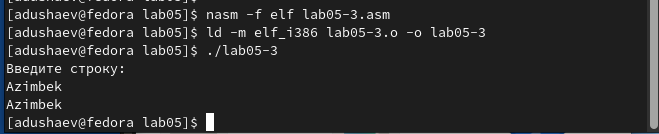 [adushaev@fedora lab05]$ nasm -f elf lab05-3.asm
[adushaev@fedora lab05]$ ld -m elf_i386 lab05-3.o -o lab05-3
[adushaev@fedora lab05]$ ./lab05-3
Введите строку:
Azimbek
Azimbek
[adushaev@fedora lab05]$